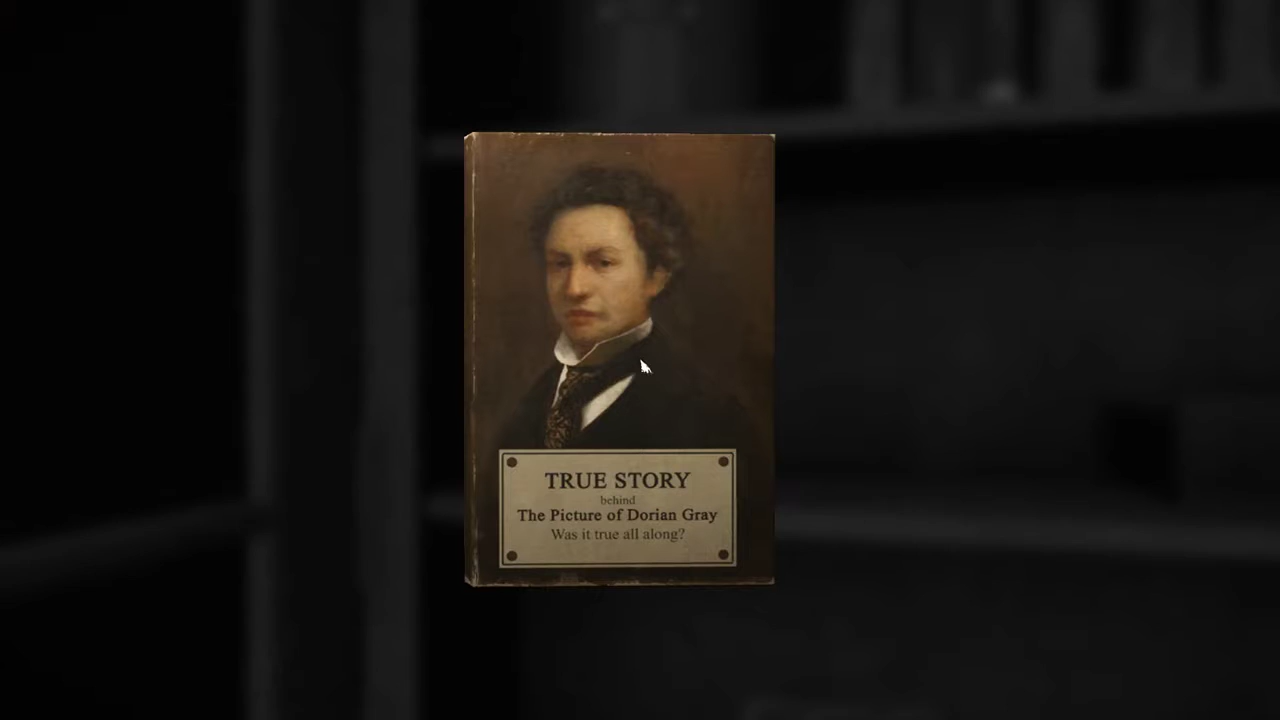 TRUE STORY
behind
The Picture of Dorian Gray
Was it true all along?